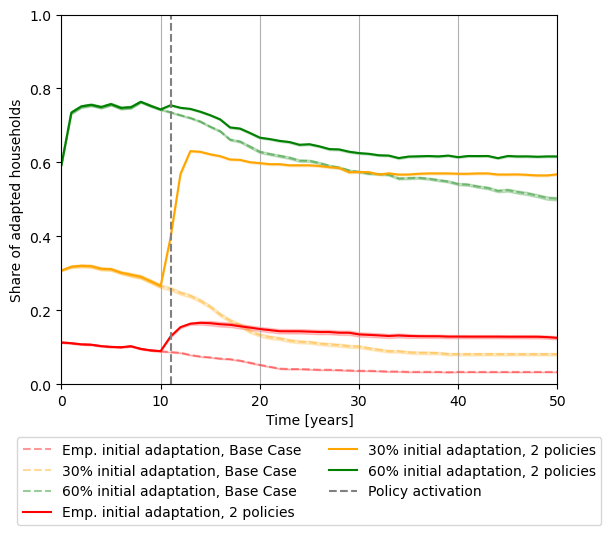 1.0
0.8
0.6
0.4
0.2
0.0
Share of adapted households
0 10 20 30 40 50
Time [years]
Emp. initial adaptation, Base Case
30% initial adaptation, Base Case
60% initial adaptation, Base Case
Emp. initial adaptation, 2 policies
30% initial adaptation, 2 policies
60% initial adaptation, 2 policies
Policy activation